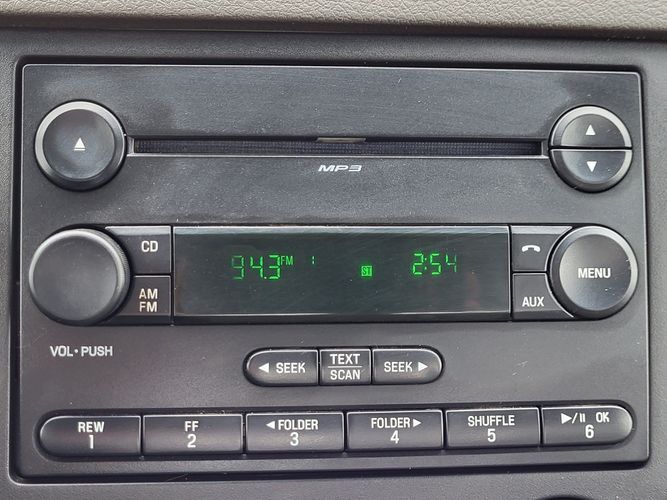 MP3
CD
94.3 FM 1 ST 2:54
MENU
AM
FM
AUX
VOL • PUSH
◄ SEEK
TEXT
SCAN
SEEK ►
REW
1
FF
2
◄ FOLDER
3
FOLDER ►
4
SHUFFLE
5
►/II OK
6